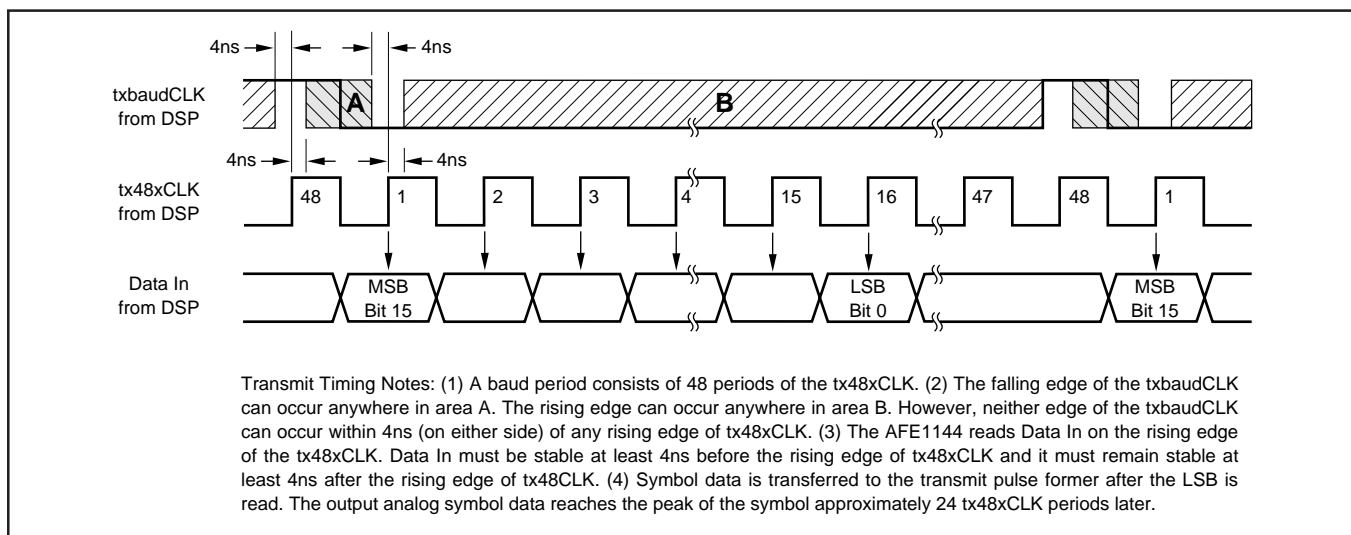 4ns 4ns
txbaudCLK
from DSP
A B
4ns 4ns
tx48xCLK
from DSP
48 1 2 3 4 15 16 47 48 1
Data In
from DSP
MSB
Bit 15
LSB
Bit 0
MSB
Bit 15
Transmit Timing Notes: (1) A baud period consists of 48 periods of the tx48xCLK. (2) The falling edge of the txbaudCLK
can occur anywhere in area A. The rising edge can occur anywhere in area B. However, neither edge of the txbaudCLK
can occur within 4ns (on either side) of any rising edge of tx48xCLK. (3) The AFE1144 reads Data In on the rising edge
of the tx48xCLK. Data In must be stable at least 4ns before the rising edge of tx48xCLK and it must remain stable at
least 4ns after the rising edge of tx48CLK. (4) Symbol data is transferred to the transmit pulse former after the LSB is
read. The output analog symbol data reaches the peak of the symbol approximately 24 tx48xCLK periods later.